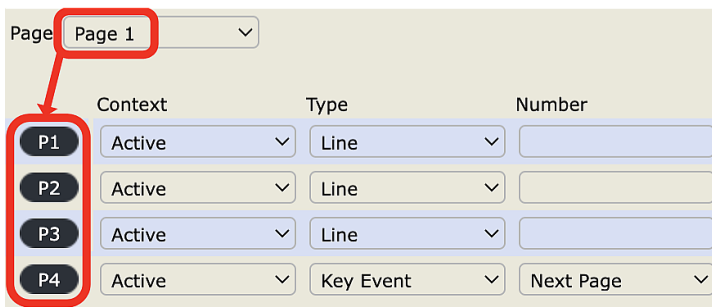 Page Page 1
Context Type Number
P1 Active Line
P2 Active Line
P3 Active Line
P4 Active Key Event Next Page